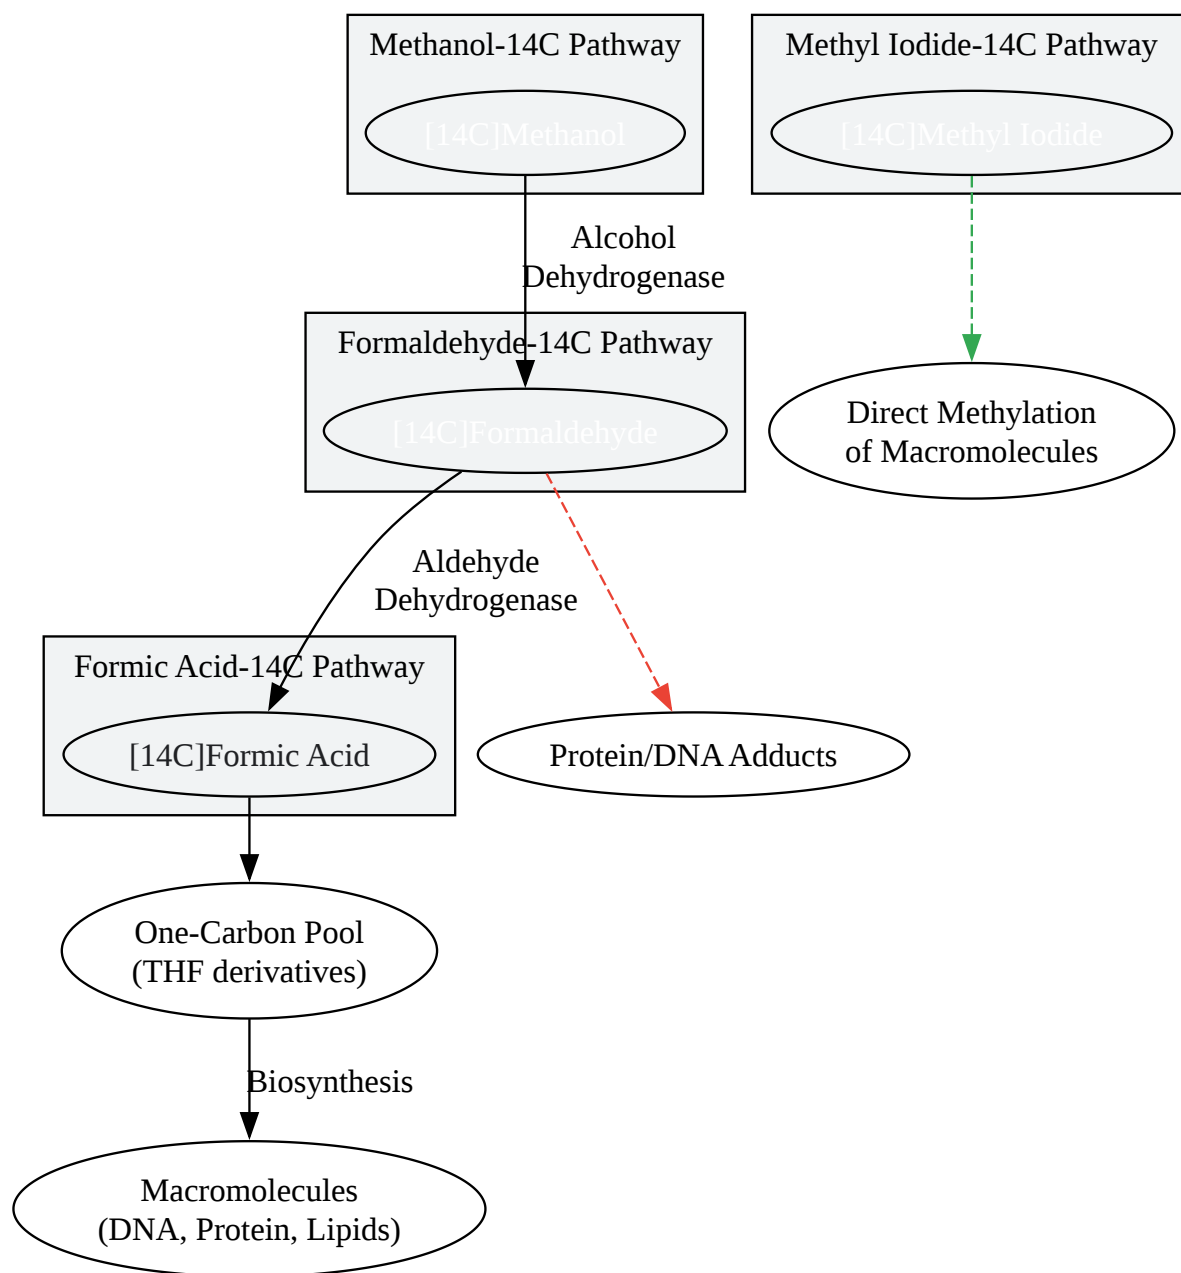 Methanol-14C Pathway
[14C]Methanol
Methyl Iodide-14C Pathway
[14C]Methyl Iodide
Alcohol
Dehydrogenase
Formaldehyde-14C Pathway
[14C]Formaldehyde
Direct Methylation
of Macromolecules
Aldehyde
Dehydrogenase
Formic Acid-14C Pathway
[14C]Formic Acid
Protein/DNA Adducts
One-Carbon Pool
(THF derivatives)
Biosynthesis
Macromolecules
(DNA, Protein, Lipids)